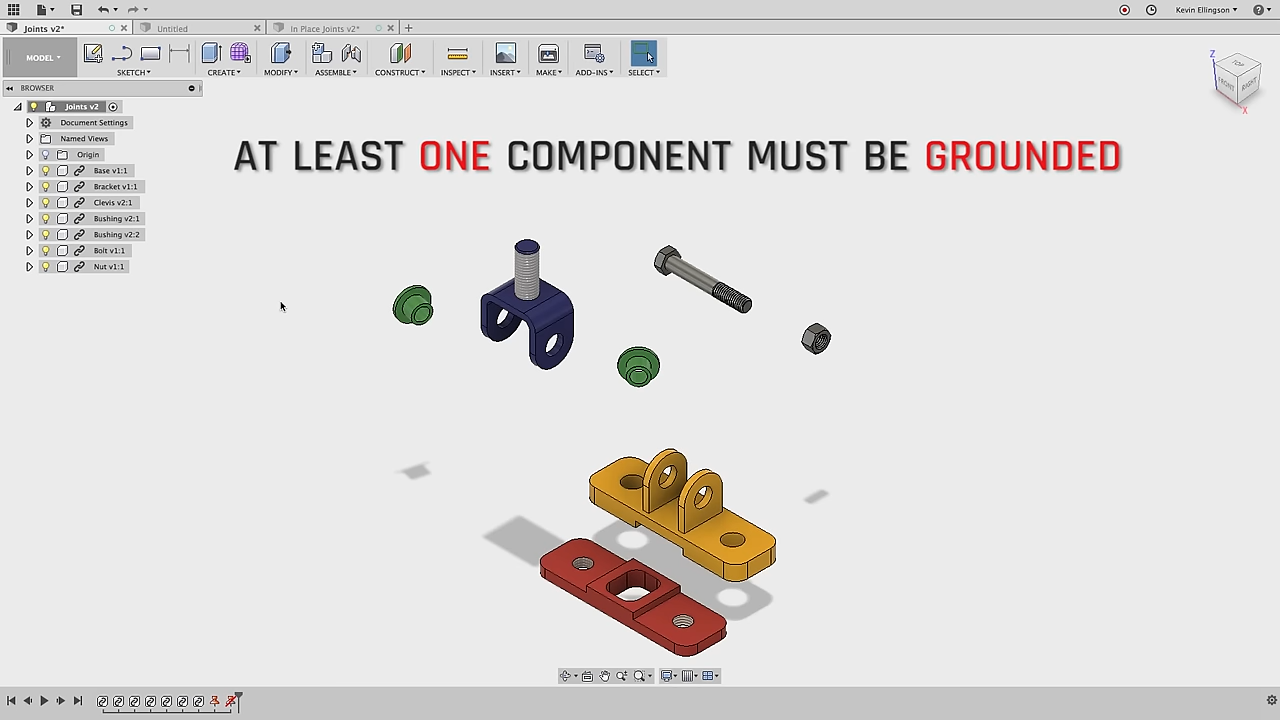 Kevin Ellingson
Joints v2*
Untitled
In Place Joints v2*
MODEL
SKETCH
CREATE
MODIFY
ASSEMBLE
CONSTRUCT
INSPECT
INSERT
MAKE
ADD-INS
SELECT
Z
TOP
FRONT
RIGHT
X
BROWSER
Joints v2
Document Settings
Named Views
Origin
Base v1:1
Bracket v1:1
Clevis v2:1
Bushing v2:1
Bushing v2:2
Bolt v1:1
Nut v1:1
AT LEAST ONE COMPONENT MUST BE GROUNDED